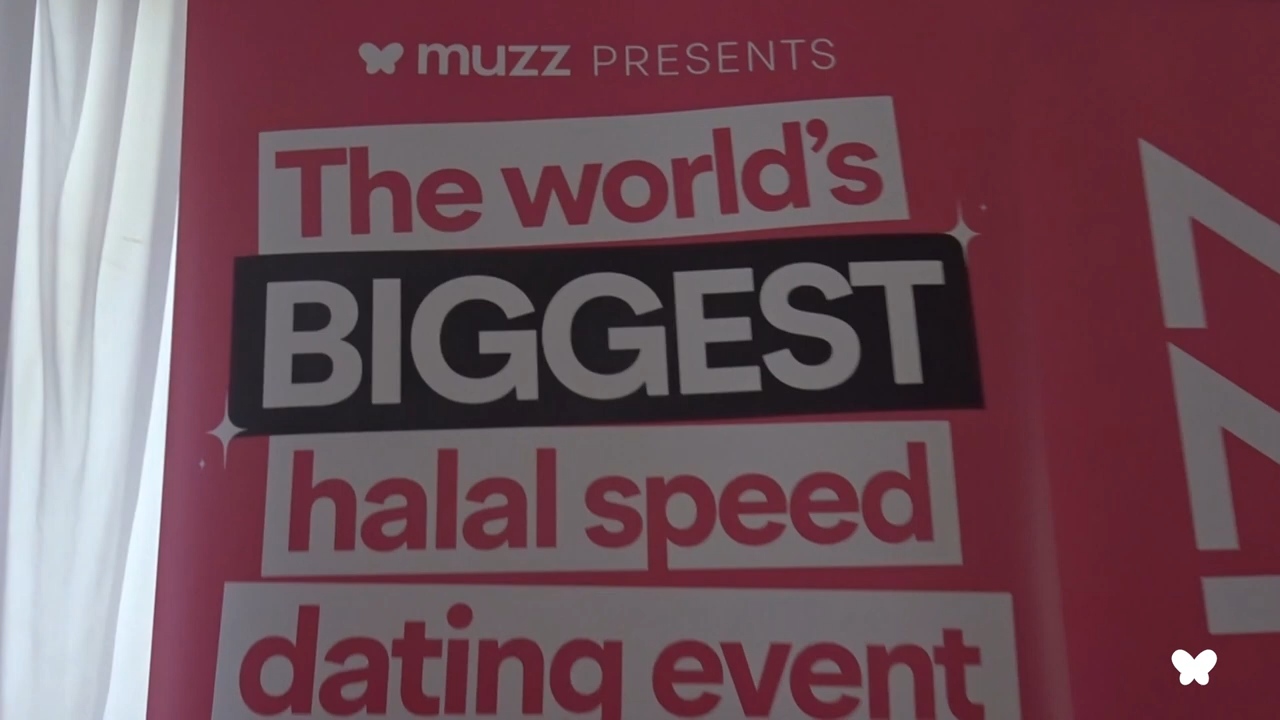 muzz PRESENTS
The world's
BIGGEST
halal speed
dating event